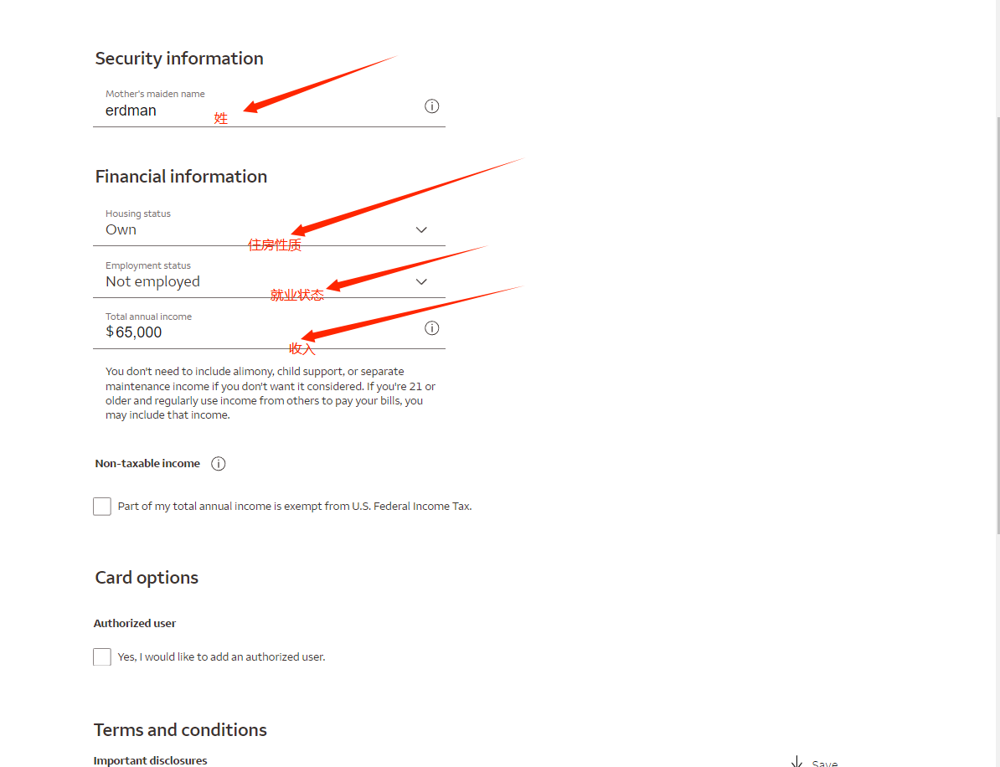 Security information
Mother's maiden name
erdman
姓
Financial information
Housing status
Own
住房性质
Employment status
Not employed
就业状态
Total annual income
$65,000
收入
You don't need to include alimony, child support, or separate
maintenance income if you don't want it considered. If you're 21 or
older and regularly use income from others to pay your bills, you
may include that income.
Non-taxable income
Part of my total annual income is exempt from U.S. Federal Income Tax.
Card options
Authorized user
Yes, I would like to add an authorized user.
Terms and conditions
Important disclosures
Save